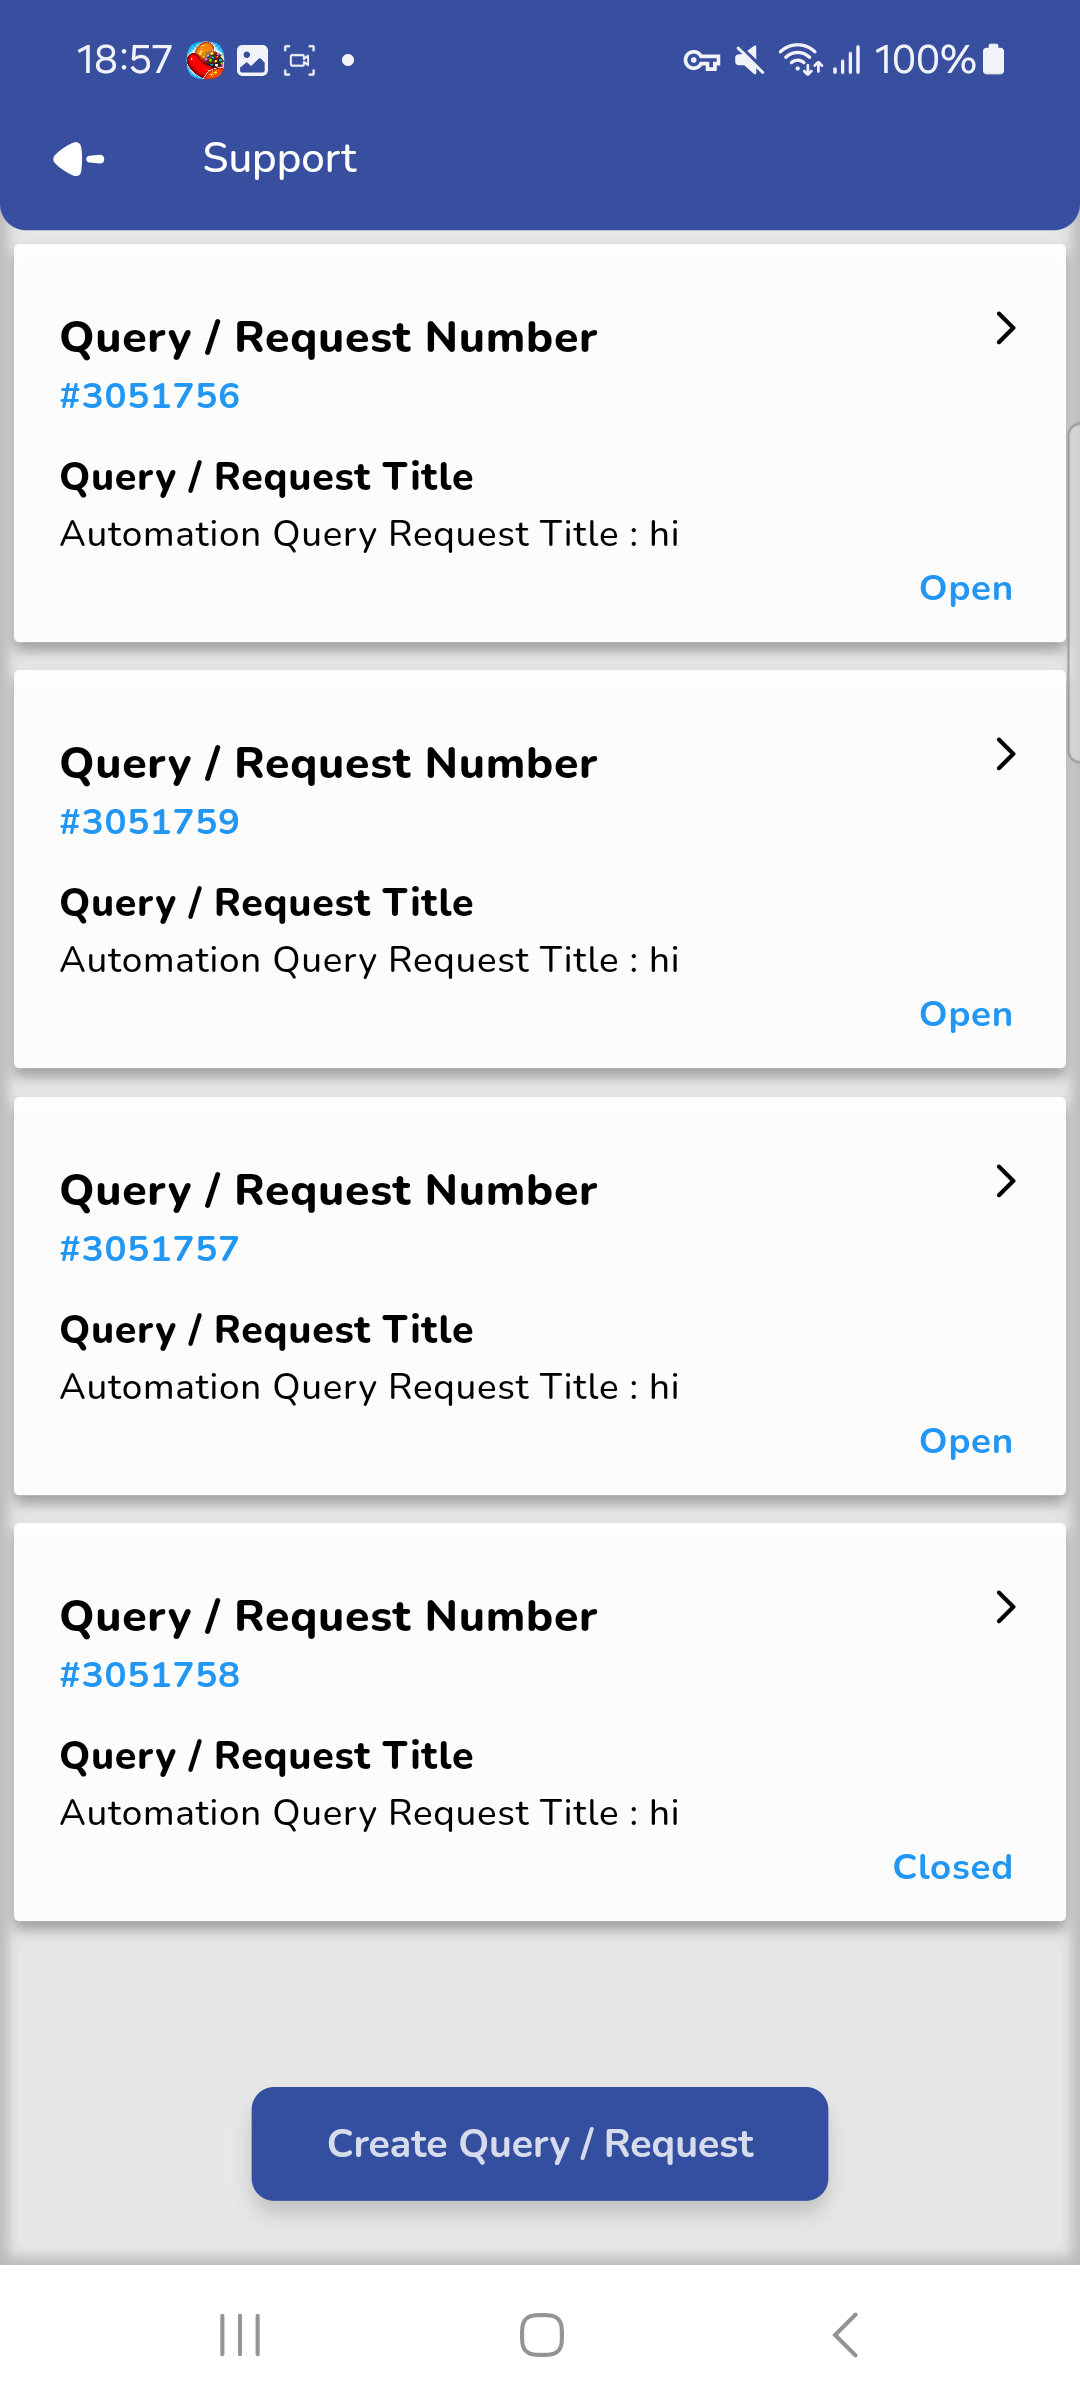 18:57
100%
Support
Query / Request Number
#3051756
Query / Request Title
Automation Query Request Title : hi
Open
Query / Request Number
#3051759
Query / Request Title
Automation Query Request Title : hi
Open
Query / Request Number
#3051757
Query / Request Title
Automation Query Request Title : hi
Open
Query / Request Number
#3051758
Query / Request Title
Automation Query Request Title : hi
Closed
Create Query / Request